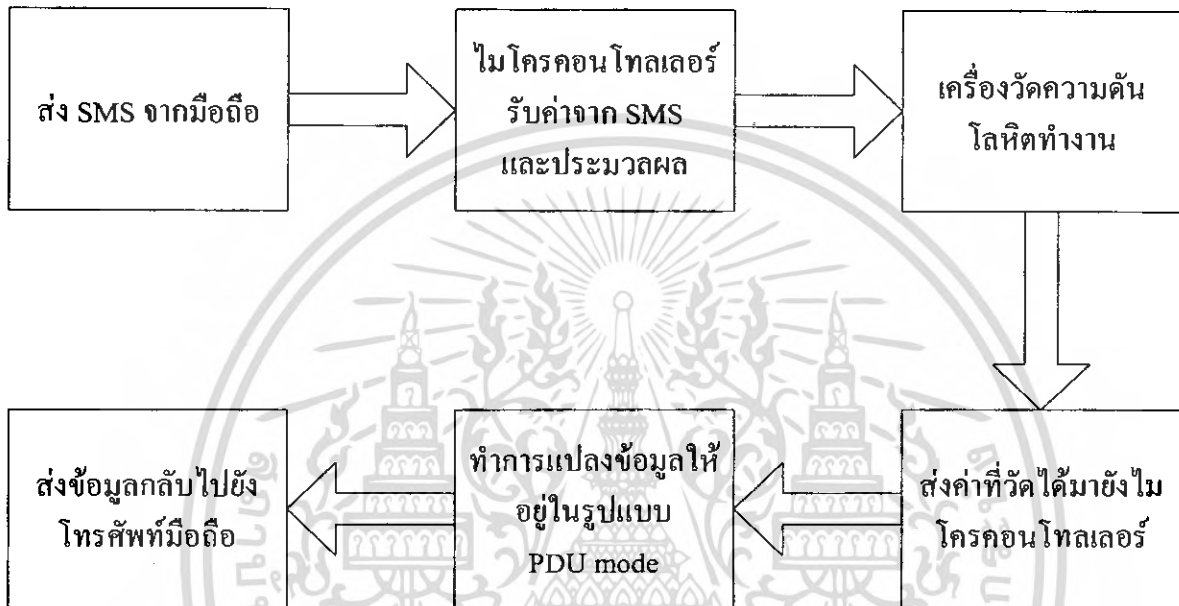 ส่ง SMS จากมือถือ
ไมโครคอนโทลเลอร์
รับค่าจาก SMS
และประมวลผล
เครื่องวัดความดัน
โลหิตทำงาน
ส่งค่าที่วัดได้มายังไม
โครคอนโทลเลอร์
ทำการแปลงข้อมูลให้
อยู่ในรูปแบบ
PDU mode
ส่งข้อมูลกลับไปยัง
โทรศัพท์มือถือ